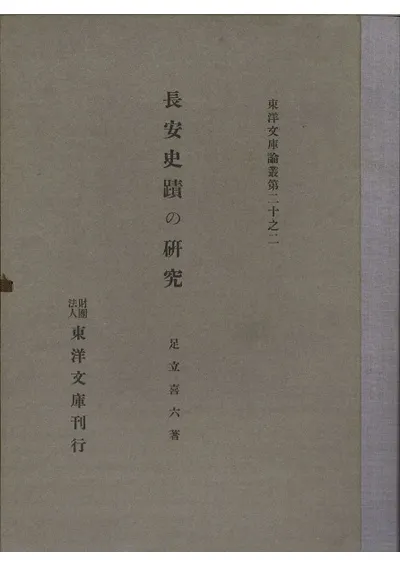 東洋文庫論叢第二十之二
長安史蹟の研究
足立喜六著
財團法人 東洋文庫刊行